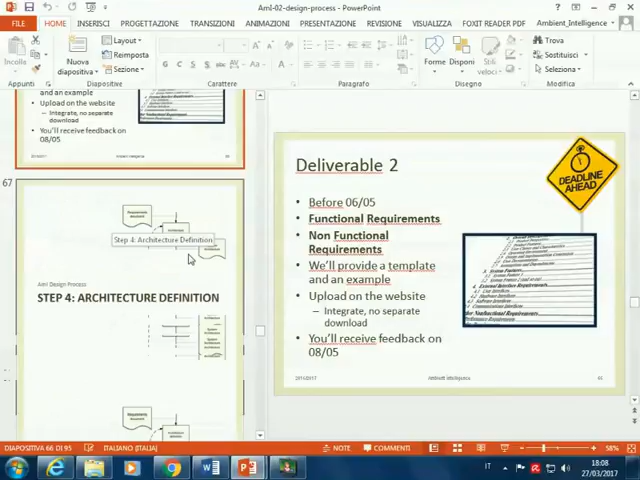 AmI-02-design-process - PowerPoint
FILE HOME INSERISCI PROGETTAZIONE TRANSIZIONI ANIMAZIONI PRESENTAZIONE REVISIONE VISUALIZZA FOXIT READER PDF Ambient_Intelligence
Incolla
Nuova diapositiva
Layout
Reimposta
Sezione
Forme
Disponi
Stili veloci
Trova
Sostituisci
Seleziona
Appunti
Diapositive
Carattere
Paragrafo
Disegno
Modifica
and an example
• Upload on the website
– Integrate, no separate
download
• You'll receive feedback on
08/05
67
Step 4: Architecture Definition
AmI Design Process
STEP 4: ARCHITECTURE DEFINITION
Deliverable 2
• Before 06/05
• Functional Requirements
• Non Functional
Requirements
• We'll provide a template
and an example
• Upload on the website
– Integrate, no separate
download
• You'll receive feedback on
08/05
DEADLINE
AHEAD
Ambient Intelligence
DIAPOSITIVA 66 DI 95 ITALIANO (ITALIA) NOTE COMMENTI 58%
IT
18:08
27/03/2017